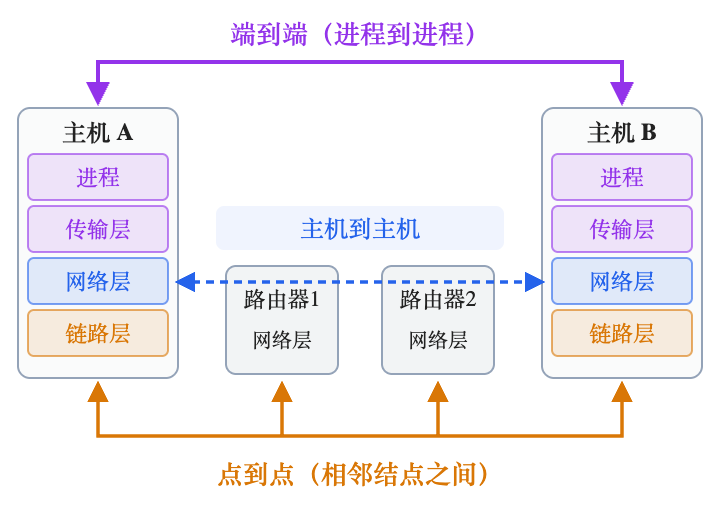 端到端（进程到进程）
主机 A
进程
传输层
网络层
链路层
主机到主机
路由器1
网络层
路由器2
网络层
主机 B
进程
传输层
网络层
链路层
点到点（相邻结点之间）